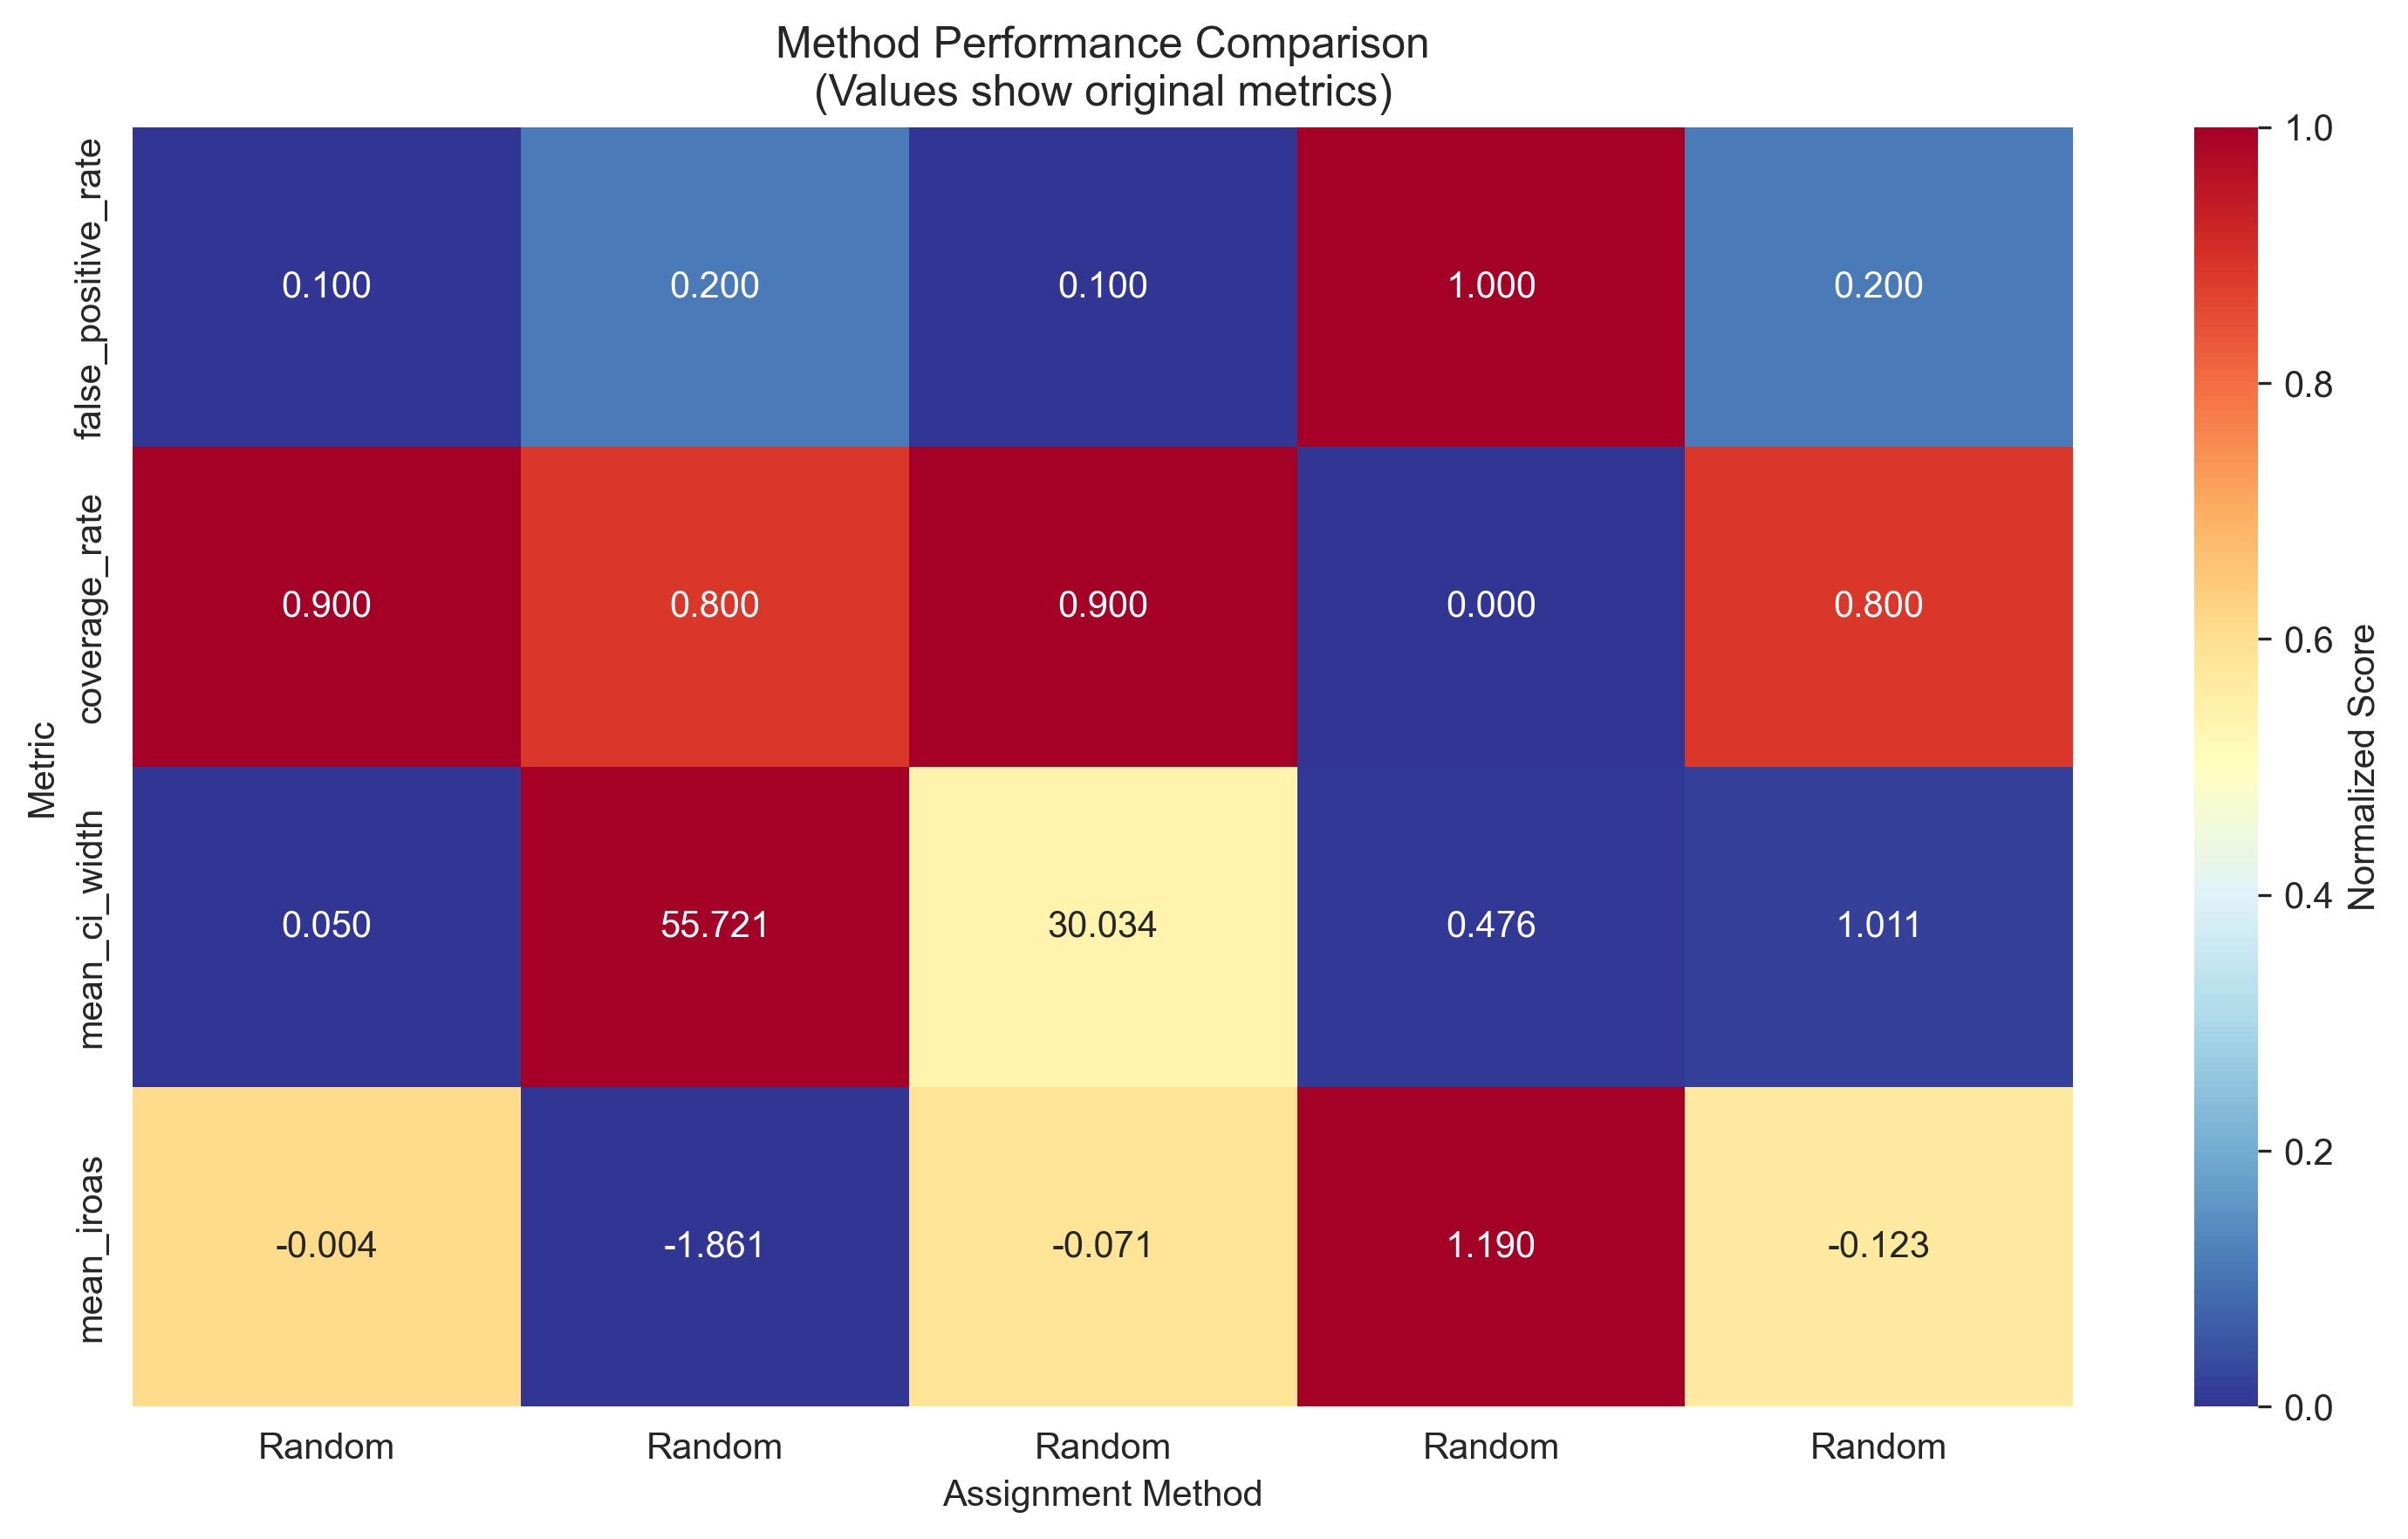 Method Performance Comparison
(Values show original metrics)
Metric
false_positive_rate
0.100 0.200 0.100 1.000 0.200
coverage_rate
0.900 0.800 0.900 0.000 0.800
mean_ci_width
0.050 55.721 30.034 0.476 1.011
mean_iroas
-0.004 -1.861 -0.071 1.190 -0.123
Random Random Random Random Random
Assignment Method
1.0
0.8
0.6
0.4
0.2
0.0
Normalized Score